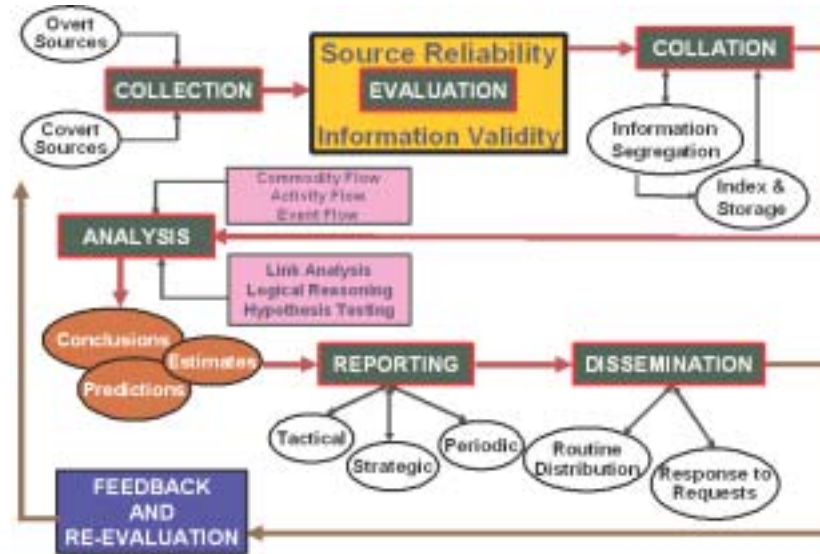 Overt
Sources
COLLECTION
Covert
Sources
Source Reliability
EVALUATION
Information Validity
COLLATION
Information
Segregation
Index &
Storage
Commodity Flow
Activity Flow
Event Flow
ANALYSIS
Link Analysis
Logical Reasoning
Hypothesis Testing
Conclusions
Estimates
Predictions
REPORTING
DISSEMINATION
Tactical
Strategic
Periodic
Routine
Distribution
Response to
Requests
FEEDBACK
AND
RE-EVALUATION